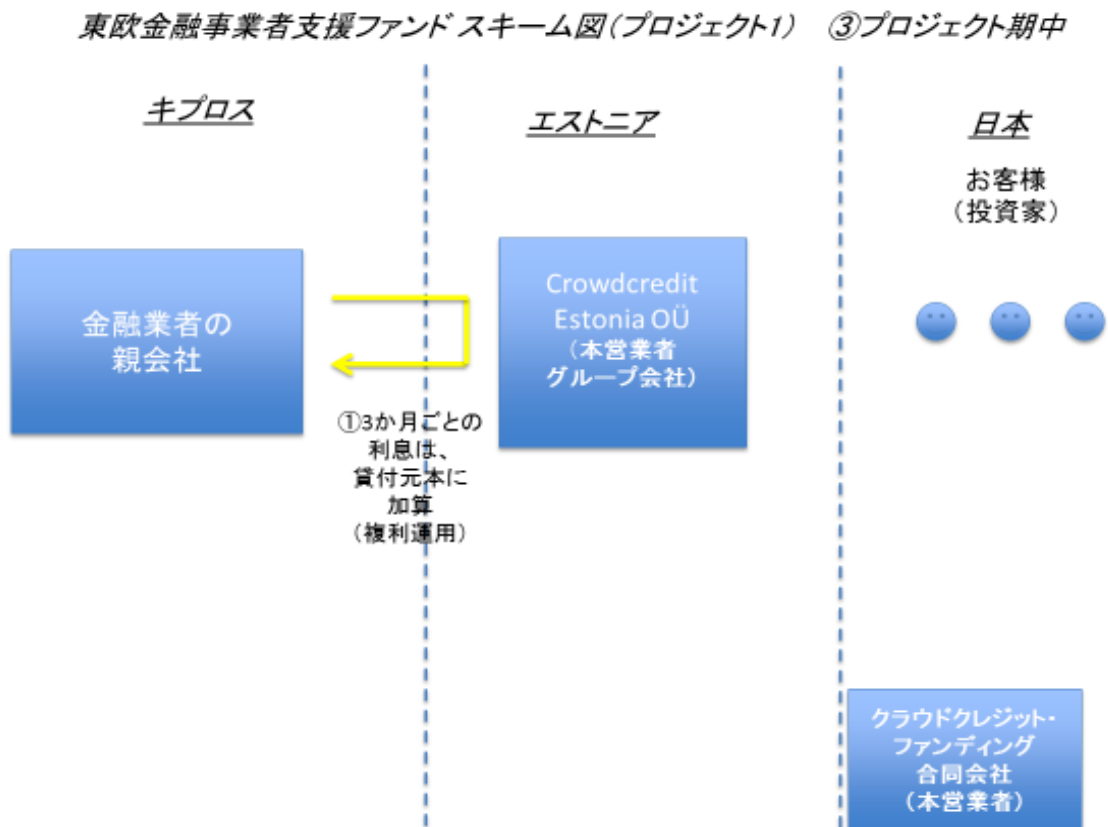 東欧金融事業者支援ファンド スキーム図(プロジェクト1) ③プロジェクト期中
キプロス
エストニア
日本
お客様
(投資家)
金融業者の
親会社
Crowdcredit
Estonia OÜ
(本営業者
グループ会社)
①3か月ごとの
利息は、
貸付元本に
加算
(複利運用)
クラウドクレジット・
ファンディング
合同会社
(本営業者)